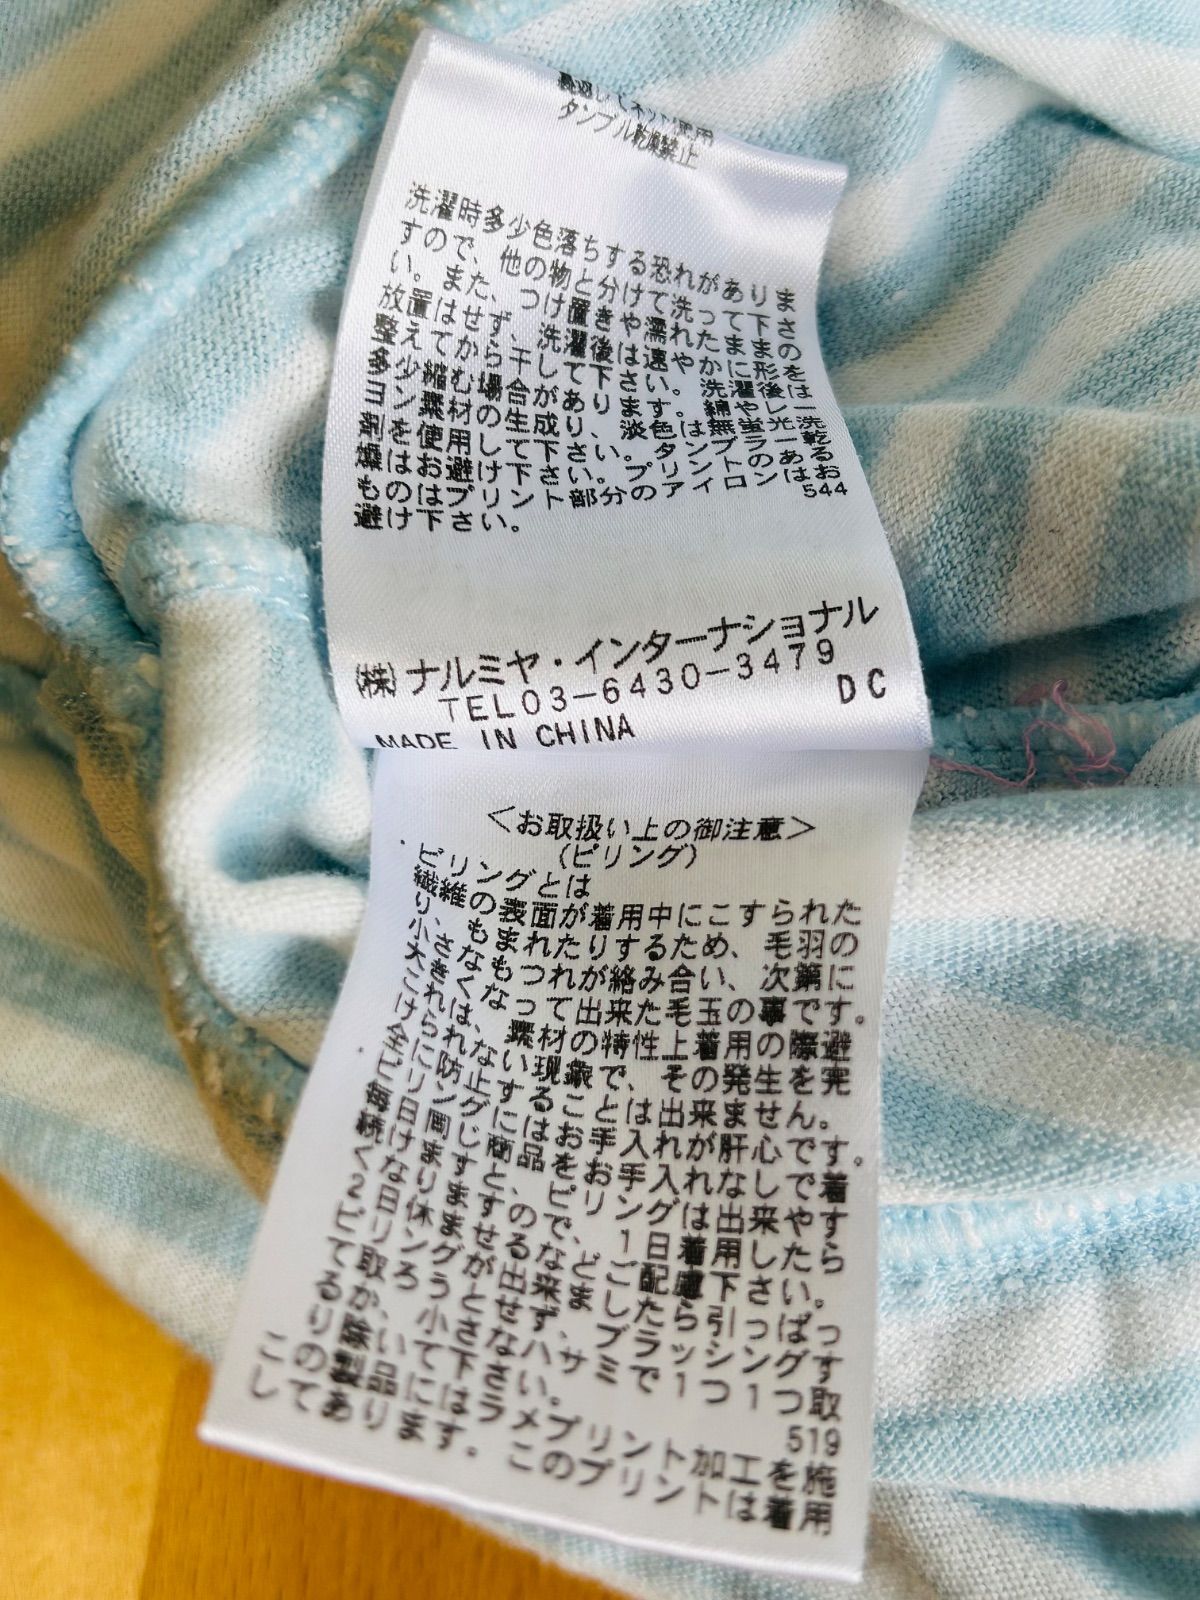 裏返してネット使用
タンブル乾燥禁止
洗濯時多少色落ちする恐れがありま
すので、他の物と分けて洗って下さ
い。また、つけ置きや濡れたままの
放置はせず、洗濯後は速やかに形を
整えてから干して下さい。洗濯後は
多少縮む場合があります。綿やレー
ヨン素材の生成り、淡色は無蛍光洗
剤を使用して下さい。タンブラー乾
燥はお避け下さい。プリントのある
ものはプリント部分のアイロンはお
避け下さい。
544
(株)ナルミヤ・インターナショナル
TEL03-6430-3479
DC
MADE IN CHINA
<お取扱い上の御注意>
(ピリング)
ピリングとは
繊維の表面が着用中にこすられた
り、もまれたりするため、毛羽の
小さなもつれが絡み合い、次第に
大きくなって出来た毛玉の事です。
これは、素材の特性上着用の際避
けられない現象で、その発生を完
全に防止することは出来ません。
ピリングにはお手入れが肝心です。
毎日同じ商品をお手入れなしで着
続けますと、ピリングは出来やす
くなりますので、1日着用したら
2日休ませるなどご配慮下さい。
ピリングが出来ましたら引っぱっ
て取ろうとせず、ブラッシングす
るか、小さなハサミで1つ1つ取
り除いて下さい。
519
この製品にはラメプリント加工を施
してあります。このプリントは着用